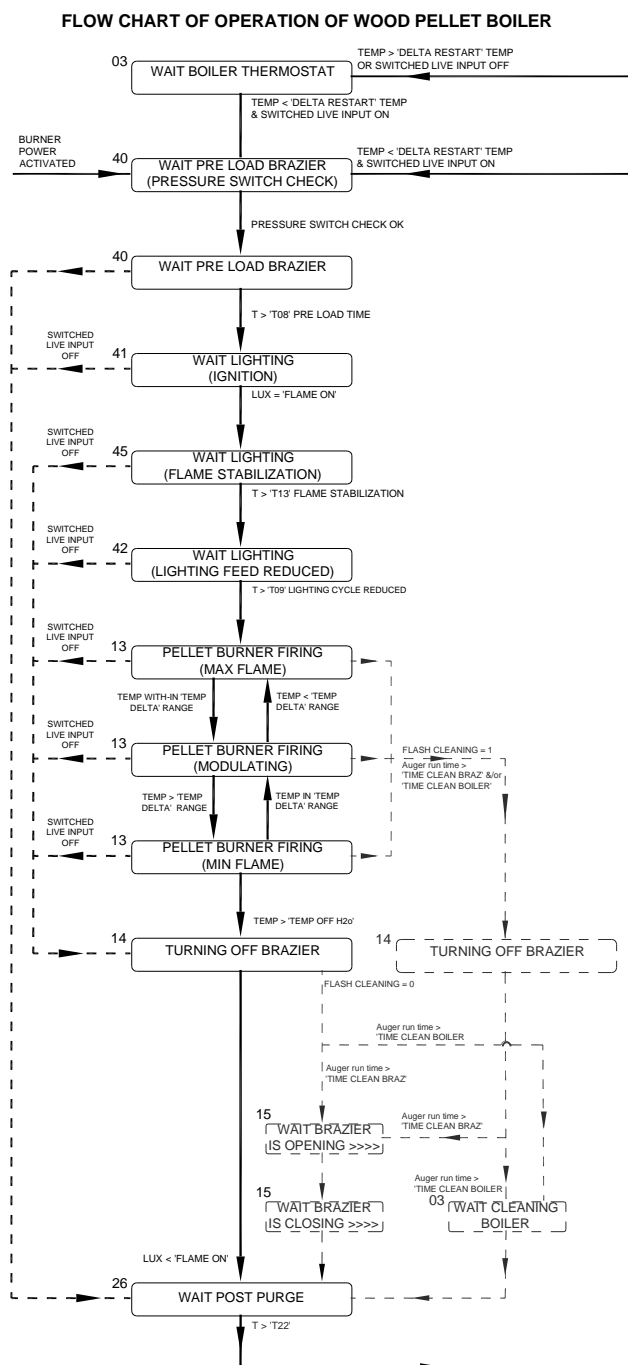 FLOW CHART OF OPERATION OF WOOD PELLET BOILER
TEMP > 'DELTA RESTART' TEMP
OR SWITCHED LIVE INPUT OFF
03
WAIT BOILER THERMOSTAT
TEMP < 'DELTA RESTART' TEMP
& SWITCHED LIVE INPUT ON
BURNER
POWER
ACTIVATED
40
WAIT PRE LOAD BRAZIER
(PRESSURE SWITCH CHECK)
TEMP < 'DELTA RESTART' TEMP
& SWITCHED LIVE INPUT ON
PRESSURE SWITCH CHECK OK
40
WAIT PRE LOAD BRAZIER
T > 'T08' PRE LOAD TIME
SWITCHED
LIVE INPUT
OFF
41
WAIT LIGHTING
(IGNITION)
LUX = 'FLAME ON'
SWITCHED
LIVE INPUT
OFF
45
WAIT LIGHTING
(FLAME STABILIZATION)
T > 'T13' FLAME STABILIZATION
SWITCHED
LIVE INPUT
OFF
42
WAIT LIGHTING
(LIGHTING FEED REDUCED)
T > 'T09' LIGHTING CYCLE REDUCED
SWITCHED
LIVE INPUT
OFF
13
PELLET BURNER FIRING
(MAX FLAME)
TEMP WITH-IN 'TEMP
DELTA' RANGE
TEMP < 'TEMP
DELTA' RANGE
SWITCHED
LIVE INPUT
OFF
13
PELLET BURNER FIRING
(MODULATING)
FLASH CLEANING = 1
Auger run time >
'TIME CLEAN BRAZ' &/or
'TIME CLEAN BOILER'
TEMP > 'TEMP
DELTA' RANGE
TEMP IN 'TEMP
DELTA' RANGE
SWITCHED
LIVE INPUT
OFF
13
PELLET BURNER FIRING
(MIN FLAME)
TEMP > 'TEMP OFF H2o'
14
TURNING OFF BRAZIER
14
TURNING OFF BRAZIER
FLASH CLEANING = 0
Auger run time >
'TIME CLEAN BOILER
Auger run time >
'TIME CLEAN BRAZ'
15
WAIT BRAZIER
IS OPENING >>>>
Auger run time >
'TIME CLEAN BRAZ'
Auger run time >
'TIME CLEAN BOILER
15
WAIT BRAZIER
IS CLOSING >>>>
03
WAIT CLEANING
BOILER
LUX < 'FLAME ON'
26
WAIT POST PURGE
T > 'T22'